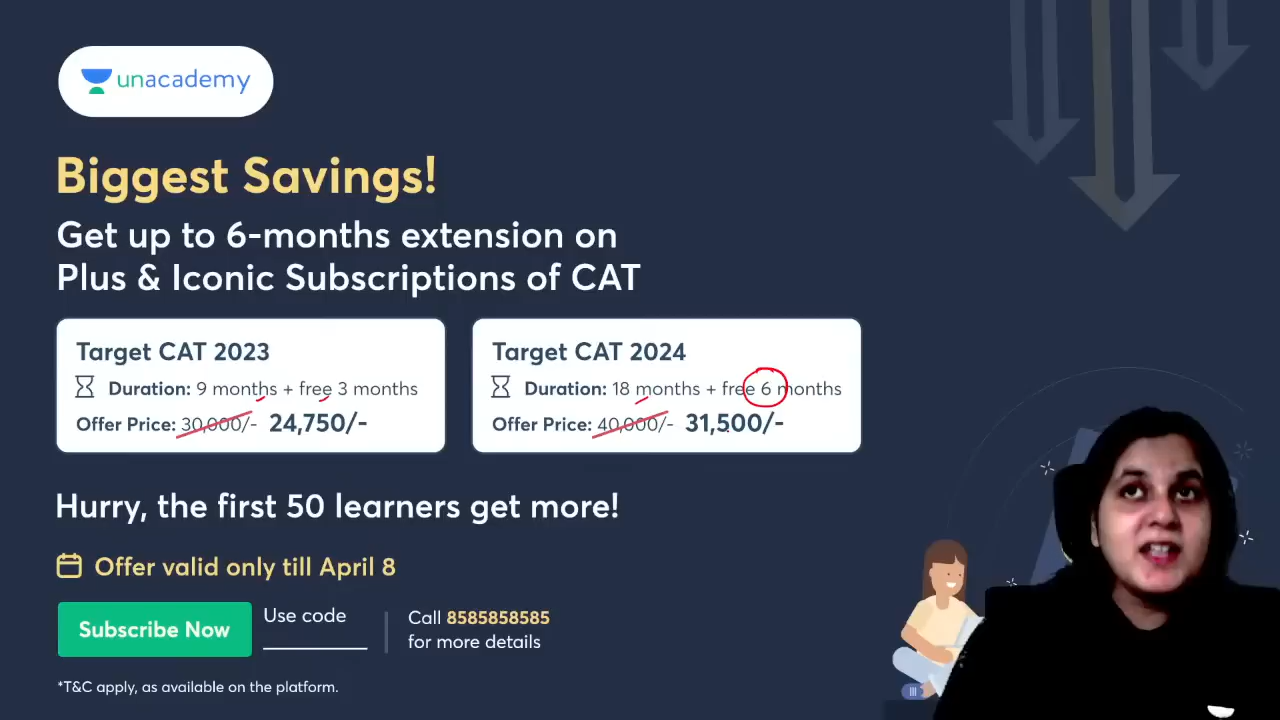 unacademy
Biggest Savings!
Get up to 6-months extension on
Plus & Iconic Subscriptions of CAT
Target CAT 2023
Duration: 9 months + free 3 months
Offer Price: 30,000/- 24,750/-
Target CAT 2024
Duration: 18 months + free 6 months
Offer Price: 40,000/- 31,500/-
Hurry, the first 50 learners get more!
Offer valid only till April 8
Subscribe Now
Use code
Call 8585858585
for more details
*T&C apply, as available on the platform.